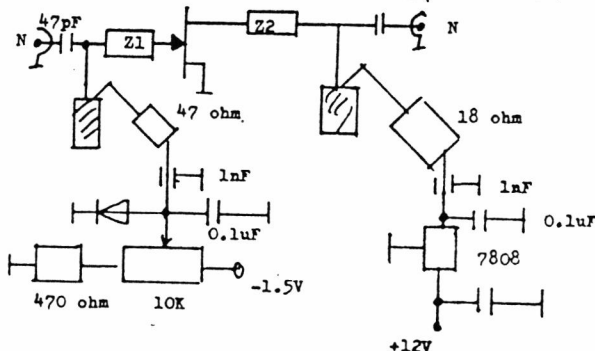 47pF
N
Z1
Z2
N
47 ohm
18 ohm
1nF
1nF
0.1uF
0.1uF
7808
470 ohm
10K
-1.5V
+12V